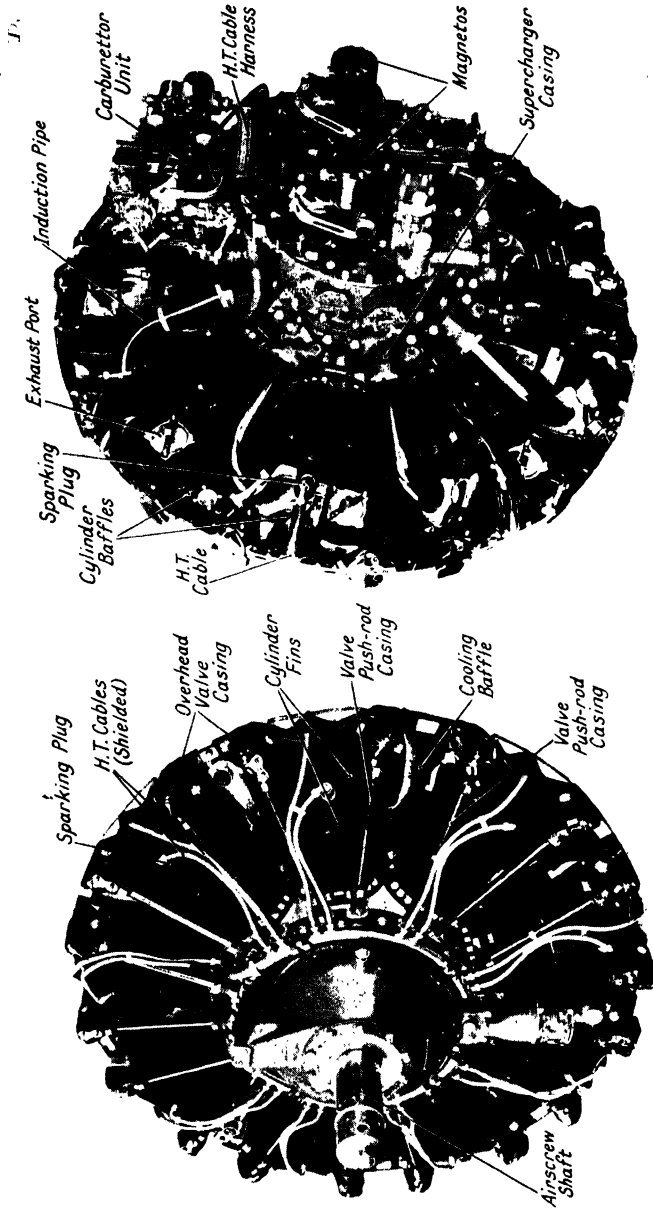 Sparking Plug
H.T. Cables
(Shielded)
Overhead
Valve
Casing
Cylinder
Fins
Valve
Push-rod
Casing
Cooling
Baffle
Valve
Push-rod
Casing
Airscrew
Shaft
H.T.
Cable
Cylinder
Baffles
Sparking
Plug
Exhaust Port
Induction Pipe
Carburettor
Unit
H.T. Cable
Harness
Magnetos
Supercharger
Casing